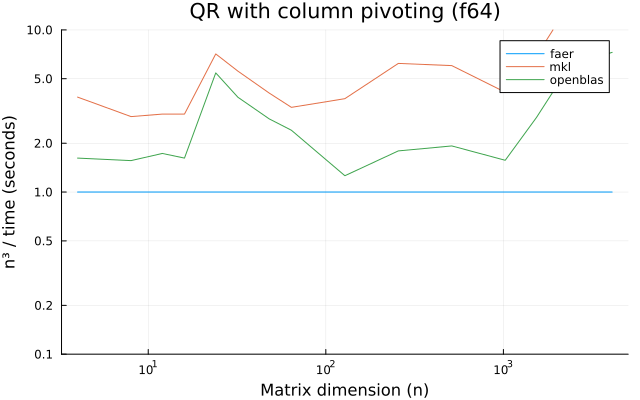 QR with column pivoting (f64)
10.0
5.0
2.0
1.0
0.5
0.2
0.1
n³ / time (seconds)
faer
mkl
openblas
10¹
10²
10³
Matrix dimension (n)